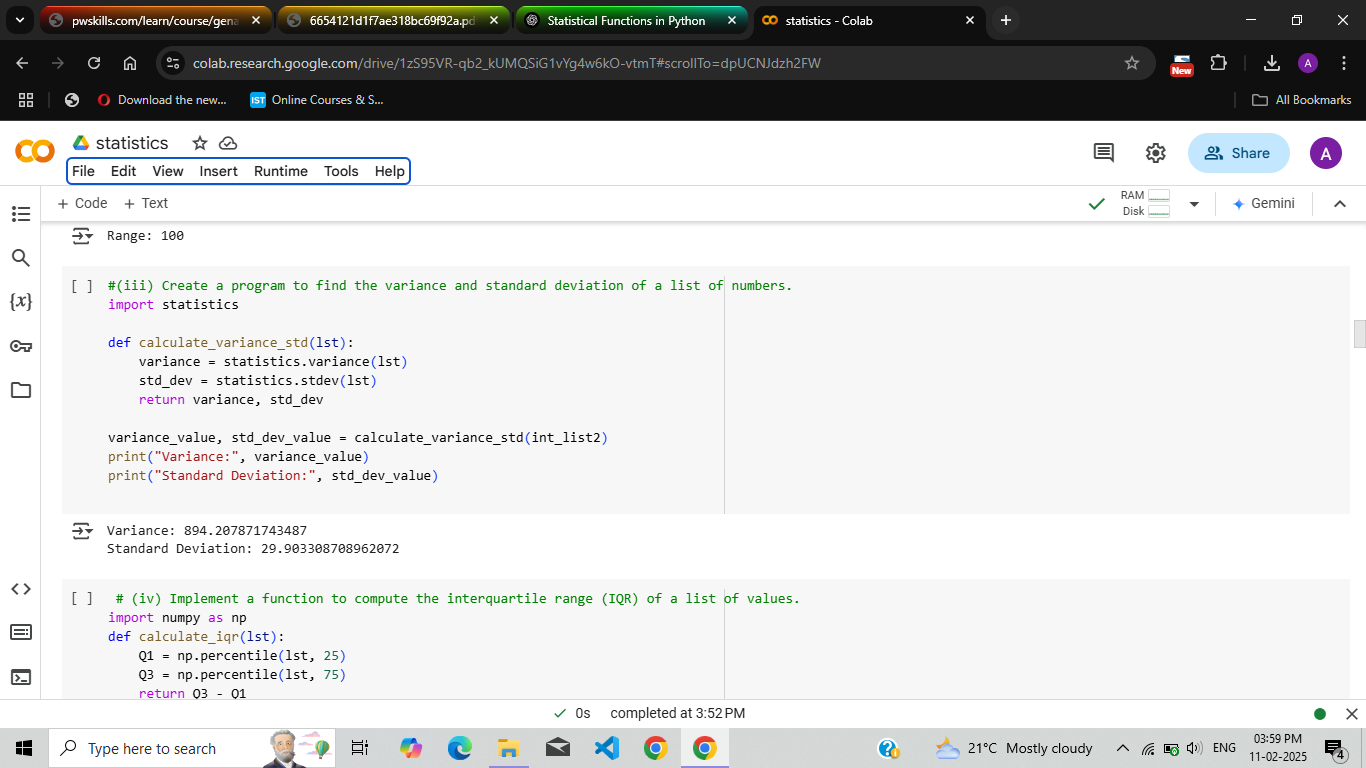 pwskills.com/learn/course/gena
6654121d1f7ae318bc69f92a.pd
Statistical Functions in Python
statistics - Colab
colab.research.google.com/drive/1zS95VR-qb2_kUMQSiG1vYg4w6kO-vtmT#scrollTo=dpUCNJdzh2FW
New
A
Download the new...
IST Online Courses & S...
All Bookmarks
CO
statistics
Share
A
File Edit View Insert Runtime Tools Help
+ Code + Text
RAM
Disk
Gemini
Range: 100
[ ] #(iii) Create a program to find the variance and standard deviation of a list of numbers.
import statistics
def calculate_variance_std(lst):
variance = statistics.variance(lst)
std_dev = statistics.stdev(lst)
return variance, std_dev
variance_value, std_dev_value = calculate_variance_std(int_list2)
print("Variance:", variance_value)
print("Standard Deviation:", std_dev_value)
Variance: 894.207871743487
Standard Deviation: 29.903308708962072
[ ] # (iv) Implement a function to compute the interquartile range (IQR) of a list of values.
import numpy as np
def calculate_iqr(lst):
Q1 = np.percentile(lst, 25)
Q3 = np.percentile(lst, 75)
return Q3 - Q1
{x}
0s completed at 3:52 PM
Type here to search
21°C Mostly cloudy
ENG
03:59 PM
11-02-2025
4